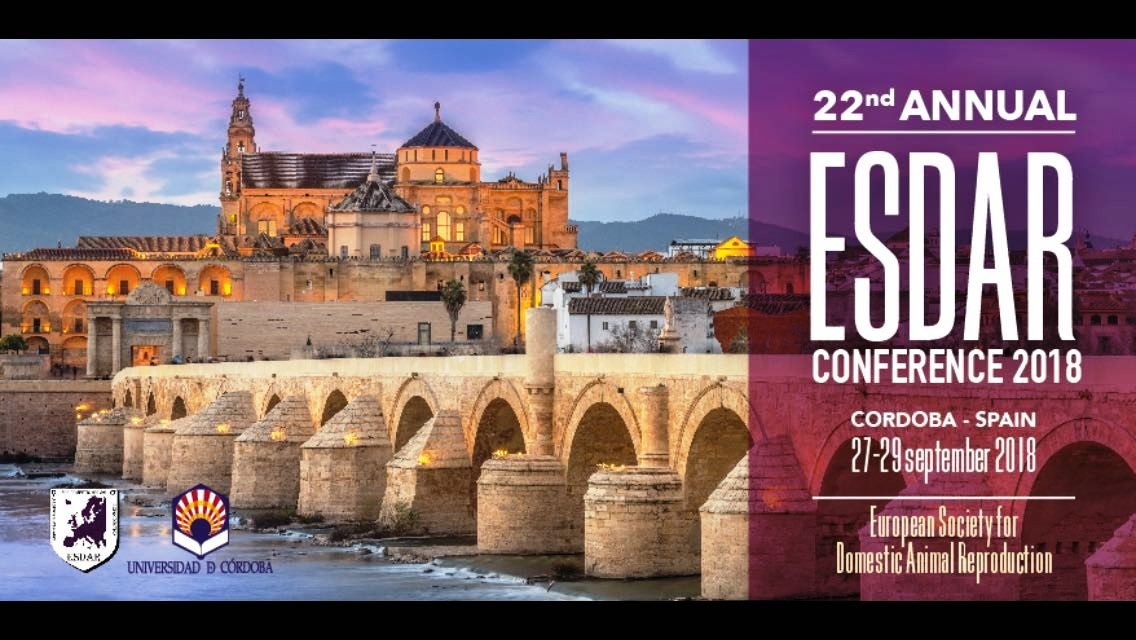 22nd ANNUAL
ESDAR
CONFERENCE 2018
CORDOBA - SPAIN
27-29 september 2018
European Society for
Domestic Animal Reproduction
ESDAR
UNIVERSIDAD Ð CÓRDOBA